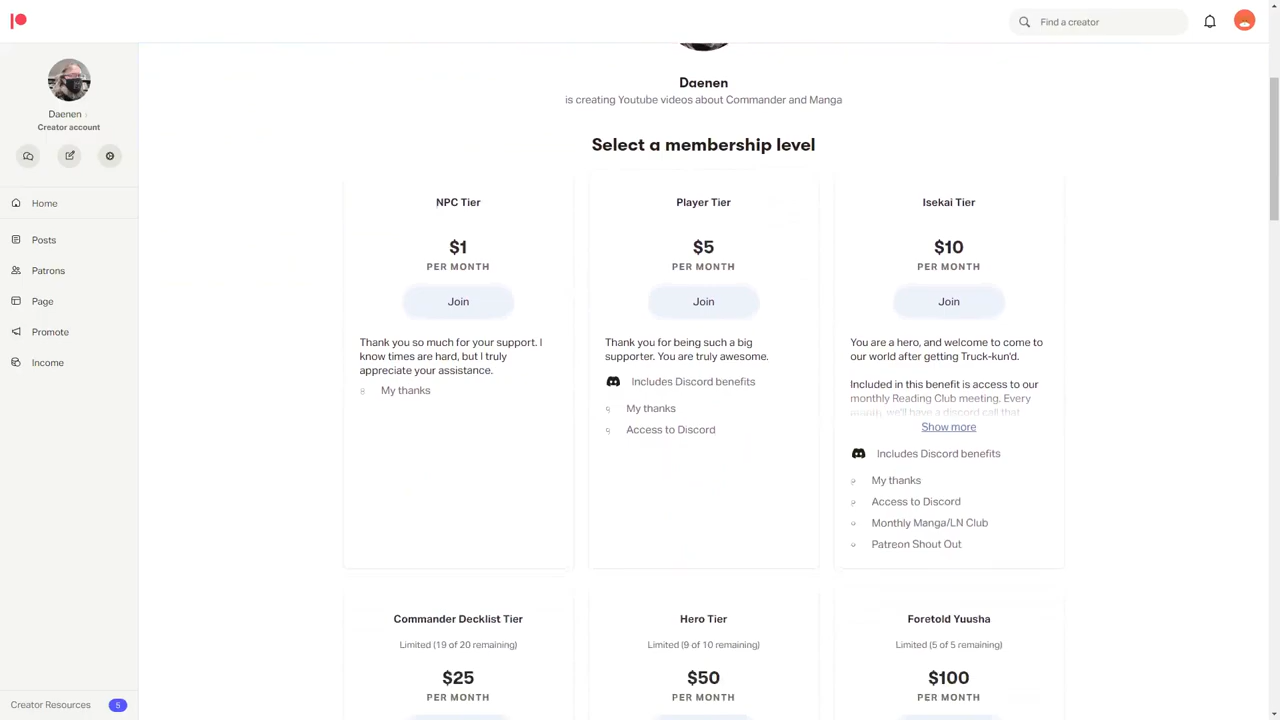 Find a creator
Daenen
Creator account
Home
Posts
Patrons
Page
Promote
Income
Creator Resources
5
Daenen
is creating Youtube videos about Commander and Manga
Select a membership level
NPC Tier
$1
PER MONTH
Join
Thank you so much for your support. I
know times are hard, but I truly
appreciate your assistance.
My thanks
Player Tier
$5
PER MONTH
Join
Thank you for being such a big
supporter. You are truly awesome.
Includes Discord benefits
My thanks
Access to Discord
Isekai Tier
$10
PER MONTH
Join
You are a hero, and welcome to come to
our world after getting Truck-kun'd.
Included in this benefit is access to our
monthly Reading Club meeting. Every
month, we'll have a discord call that
Show more
Includes Discord benefits
My thanks
Access to Discord
Monthly Manga/LN Club
Patreon Shout Out
Commander Decklist Tier
Limited (19 of 20 remaining)
$25
PER MONTH
Hero Tier
Limited (9 of 10 remaining)
$50
PER MONTH
Foretold Yuusha
Limited (5 of 5 remaining)
$100
PER MONTH